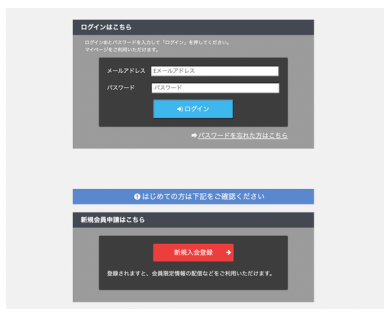 ログインはこちら
ログインIDとパスワードを入力して「ログイン」を押してください。
マイページをご利用いただけます。
メールアドレス
Eメールアドレス
パスワード
パスワード
ログイン
パスワードを忘れた方はこちら
はじめての方は下記をご確認ください
新規会員申請はこちら
新規入会登録
登録されますと、会員限定情報の配信などをご利用いただけます。